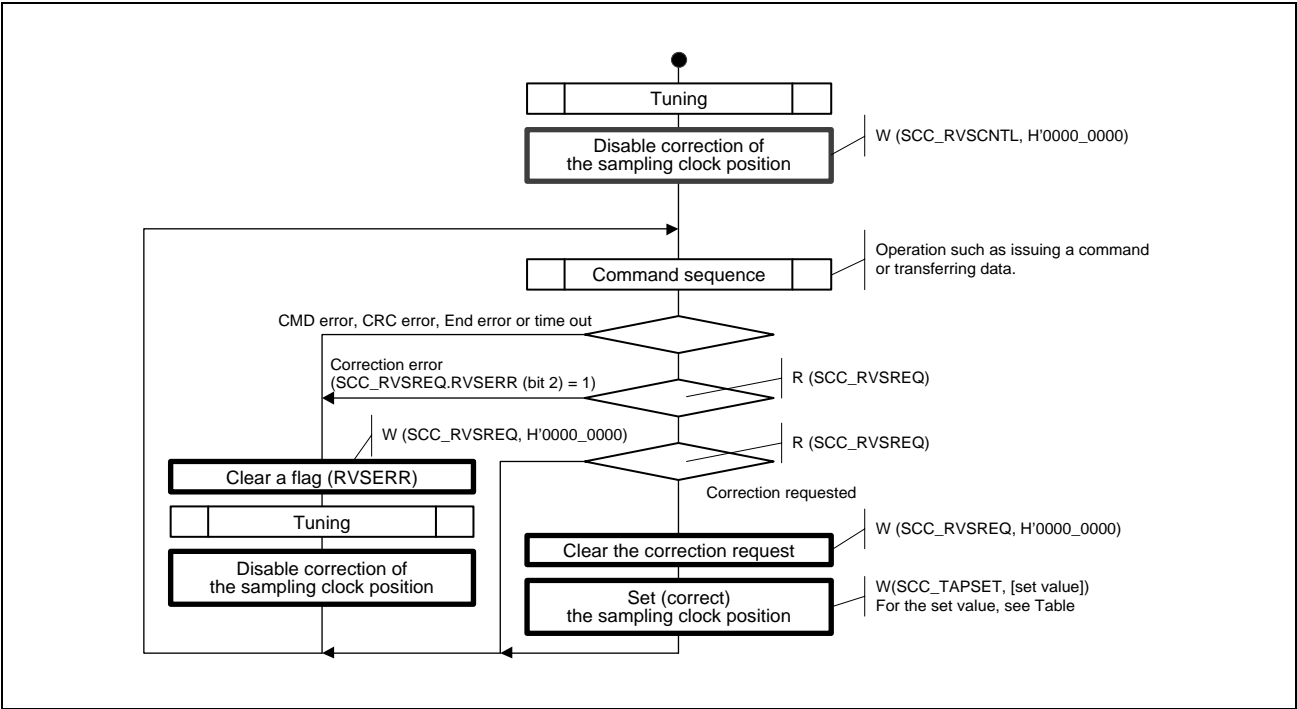 Tuning
Disable correction of
the sampling clock position
W (SCC_RVSCNTL, H'0000_0000)
Command sequence
Operation such as issuing a command
or transferring data.
CMD error, CRC error, End error or time out
Correction error
(SCC_RVSREQ.RVSERR (bit 2) = 1)
R (SCC_RVSREQ)
W (SCC_RVSREQ, H'0000_0000)
R (SCC_RVSREQ)
Clear a flag (RVSERR)
Correction requested
Tuning
Clear the correction request
W (SCC_RVSREQ, H'0000_0000)
Disable correction of
the sampling clock position
Set (correct)
the sampling clock position
W(SCC_TAPSET, [set value])
For the set value, see Table